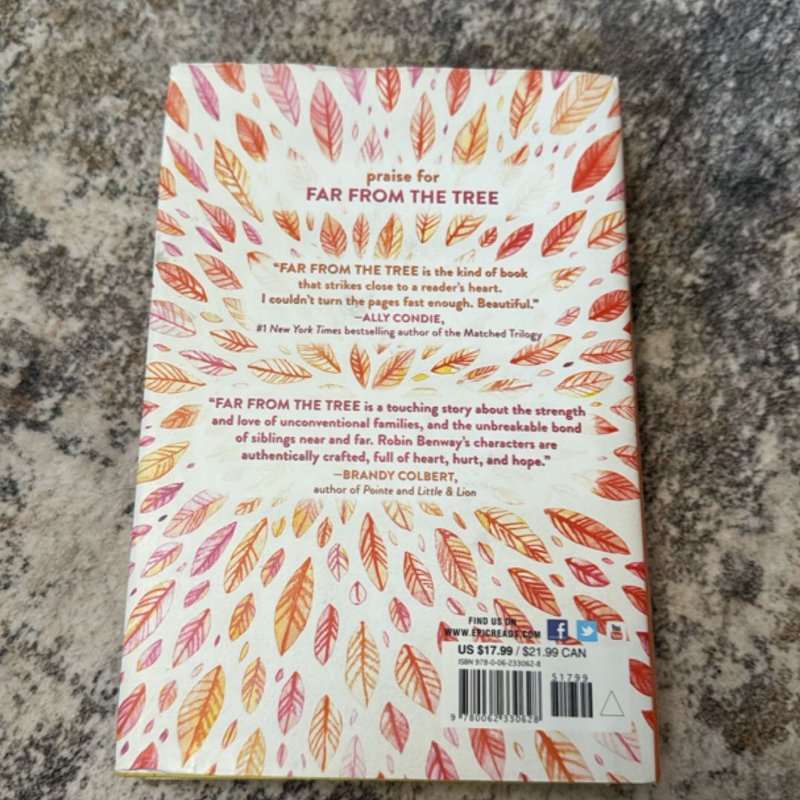 praise for
FAR FROM THE TREE
"FAR FROM THE TREE is the kind of book
that strikes close to a reader's heart.
I couldn't turn the pages fast enough. Beautiful."
—ALLY CONDIE,
#1 New York Times bestselling author of the Matched Trilogy
"FAR FROM THE TREE is a touching story about the strength
and love of unconventional families, and the unbreakable bond
of siblings near and far. Robin Benway's characters are
authentically crafted, full of heart, hurt, and hope."
—BRANDY COLBERT,
author of Pointe and Little & Lion
FIND US ON
WWW.EPICREADS.COM f You Tube
US $17.99 / $21.99 CAN
ISBN 978-0-06-233062-8
51799
9 780062 330628